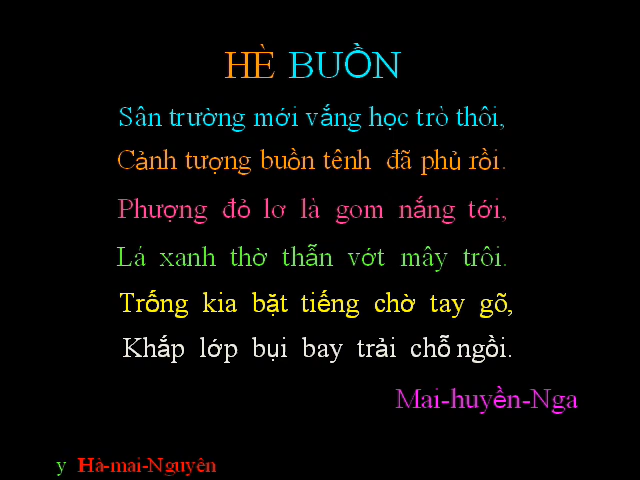 HÈ BUỒN
Sân trường mới vắng học trò thôi,
Cảnh tượng buồn tênh đã phủ rồi.
Phượng đỏ lơ là gom nắng tới,
Lá xanh thờ thẫn vớt mây trôi.
Trống kia bặt tiếng chờ tay gõ,
Khắp lớp bụi bay trải chỗ ngồi.
Mai-huyền-Nga
y Hà-mai-Nguyên